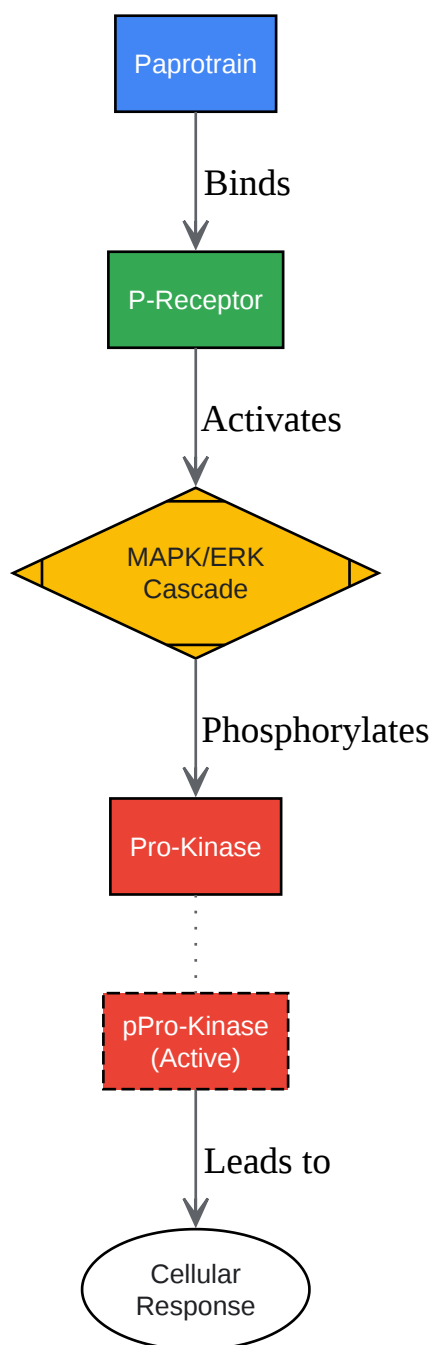 Paprotrain
Binds
P-Receptor
Activates
MAPK/ERK
Cascade
Phosphorylates
Pro-Kinase
pPro-Kinase
(Active)
Leads to
Cellular
Response